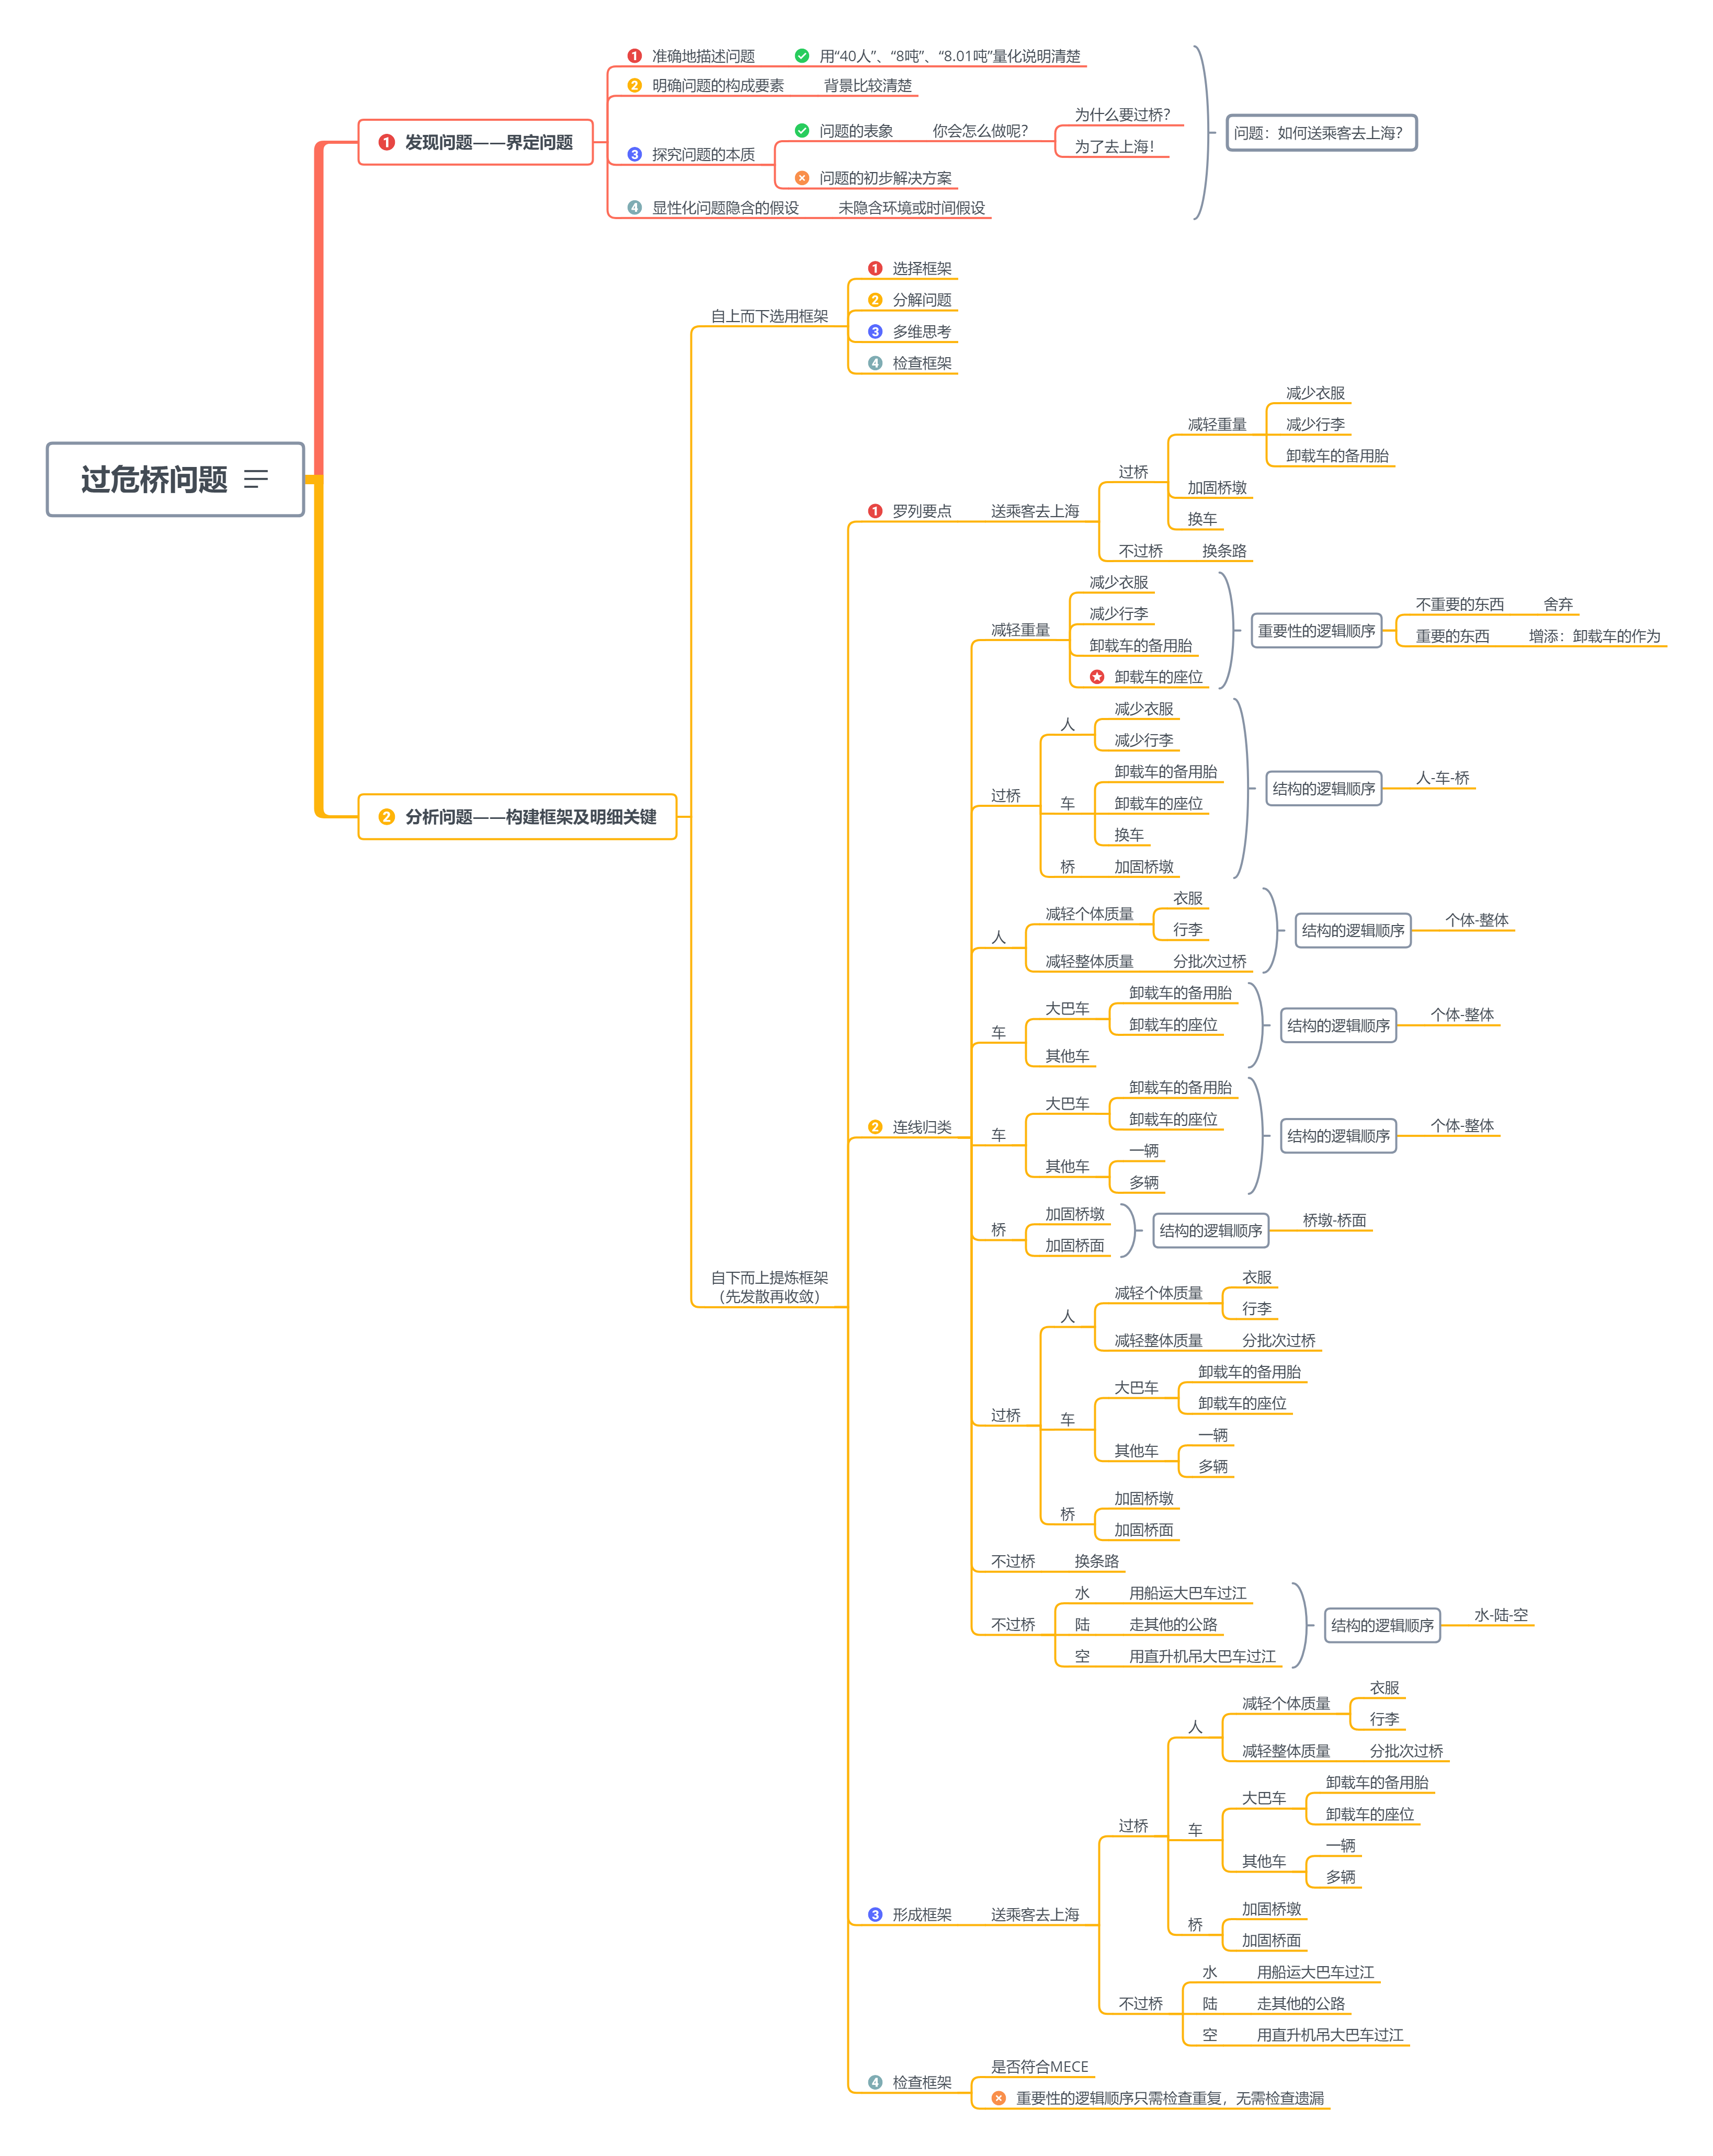 过危桥问题
1 发现问题——界定问题
1 准确地描述问题
用“40人”、“8吨”、“8.01吨”量化说明清楚
2 明确问题的构成要素
背景比较清楚
3 探究问题的本质
问题的表象
你会怎么做呢？
为什么要过桥？
为了去上海！
问题的初步解决方案
4 显性化问题隐含的假设
未隐含环境或时间假设
问题：如何送乘客去上海？
2 分析问题——构建框架及明细关键
自上而下选用框架
1 选择框架
2 分解问题
3 多维思考
4 检查框架
自下而上提炼框架
（先发散再收敛）
1 罗列要点
送乘客去上海
过桥
减轻重量
减少衣服
减少行李
卸载车的备用胎
加固桥墩
换车
不过桥
换条路
2 连线归类
减轻重量
减少衣服
减少行李
卸载车的备用胎
卸载车的座位
重要性的逻辑顺序
不重要的东西
舍弃
重要的东西
增添：卸载车的作为
过桥
人
减少衣服
减少行李
车
卸载车的备用胎
卸载车的座位
换车
桥
加固桥墩
结构的逻辑顺序
人-车-桥
人
减轻个体质量
衣服
行李
减轻整体质量
分批次过桥
结构的逻辑顺序
个体-整体
车
大巴车
卸载车的备用胎
卸载车的座位
其他车
结构的逻辑顺序
个体-整体
车
大巴车
卸载车的备用胎
卸载车的座位
其他车
一辆
多辆
结构的逻辑顺序
个体-整体
桥
加固桥墩
加固桥面
结构的逻辑顺序
桥墩-桥面
过桥
人
减轻个体质量
衣服
行李
减轻整体质量
分批次过桥
车
大巴车
卸载车的备用胎
卸载车的座位
其他车
一辆
多辆
桥
加固桥墩
加固桥面
不过桥
换条路
不过桥
水
用船运大巴车过江
陆
走其他的公路
空
用直升机吊大巴车过江
结构的逻辑顺序
水-陆-空
3 形成框架
送乘客去上海
过桥
人
减轻个体质量
衣服
行李
减轻整体质量
分批次过桥
车
大巴车
卸载车的备用胎
卸载车的座位
其他车
一辆
多辆
桥
加固桥墩
加固桥面
不过桥
水
用船运大巴车过江
陆
走其他的公路
空
用直升机吊大巴车过江
4 检查框架
是否符合MECE
重要性的逻辑顺序只需检查重复，无需检查遗漏